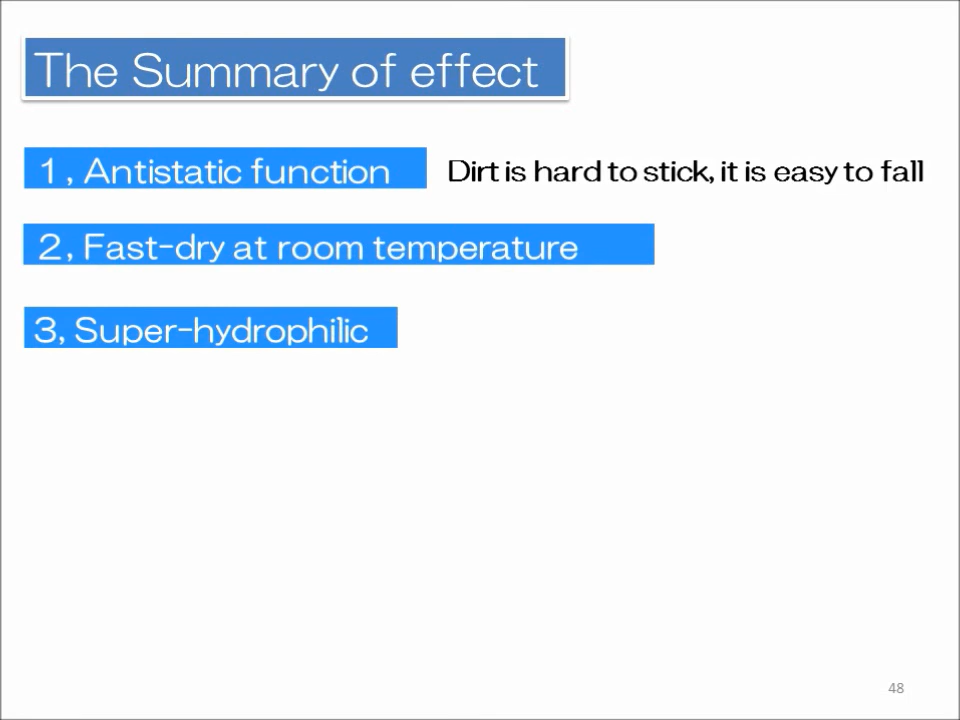 The Summary of effect
1, Antistatic function Dirt is hard to stick, it is easy to fall
2, Fast-dry at room temperature
3, Super-hydrophilic
48